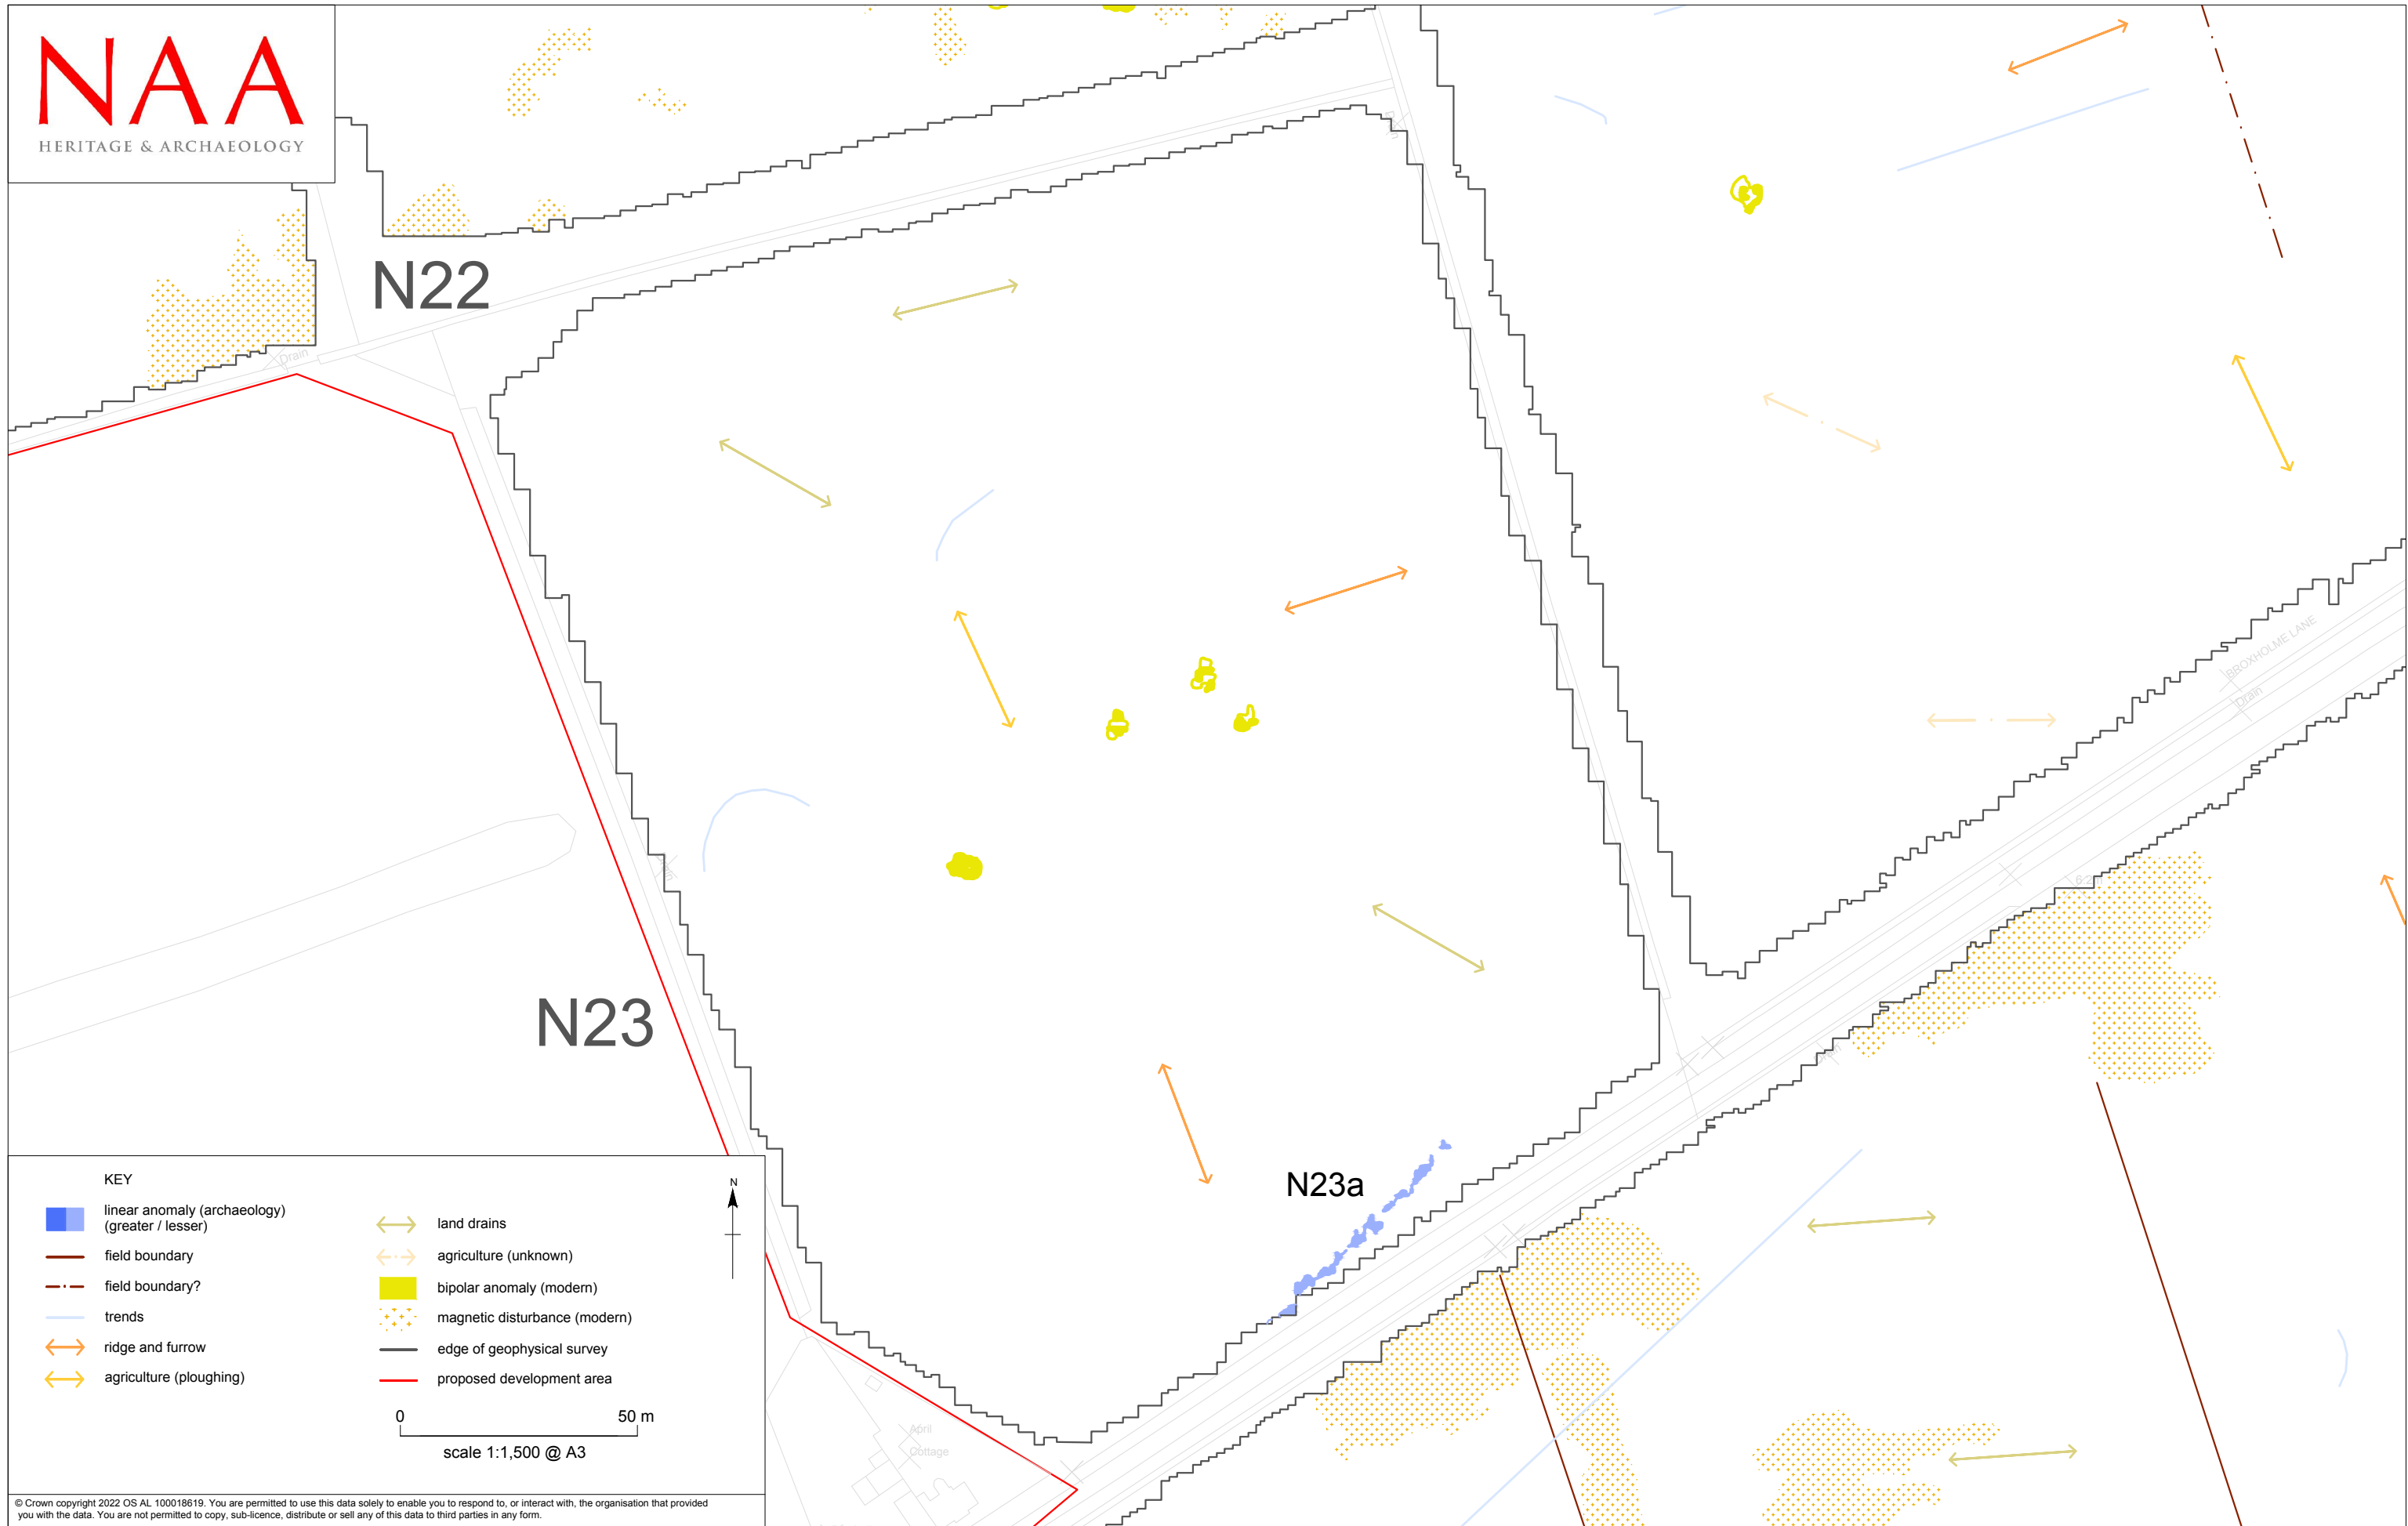 NAA
HERITAGE & ARCHAEOLOGY
N22
Drain
Drain
BROXHOLME LANE
Drain
N23
Drain
N23a
April
Cottage
KEY
linear anomaly (archaeology)
(greater / lesser)
field boundary
field boundary?
trends
ridge and furrow
agriculture (ploughing)
land drains
agriculture (unknown)
bipolar anomaly (modern)
magnetic disturbance (modern)
edge of geophysical survey
proposed development area
N
0 50 m
scale 1:1,500 @ A3
© Crown copyright 2022 OS AL 100018619. You are permitted to use this data solely to enable you to respond to, or interact with, the organisation that provided
you with the data. You are not permitted to copy, sub-licence, distribute or sell any of this data to third parties in any form.